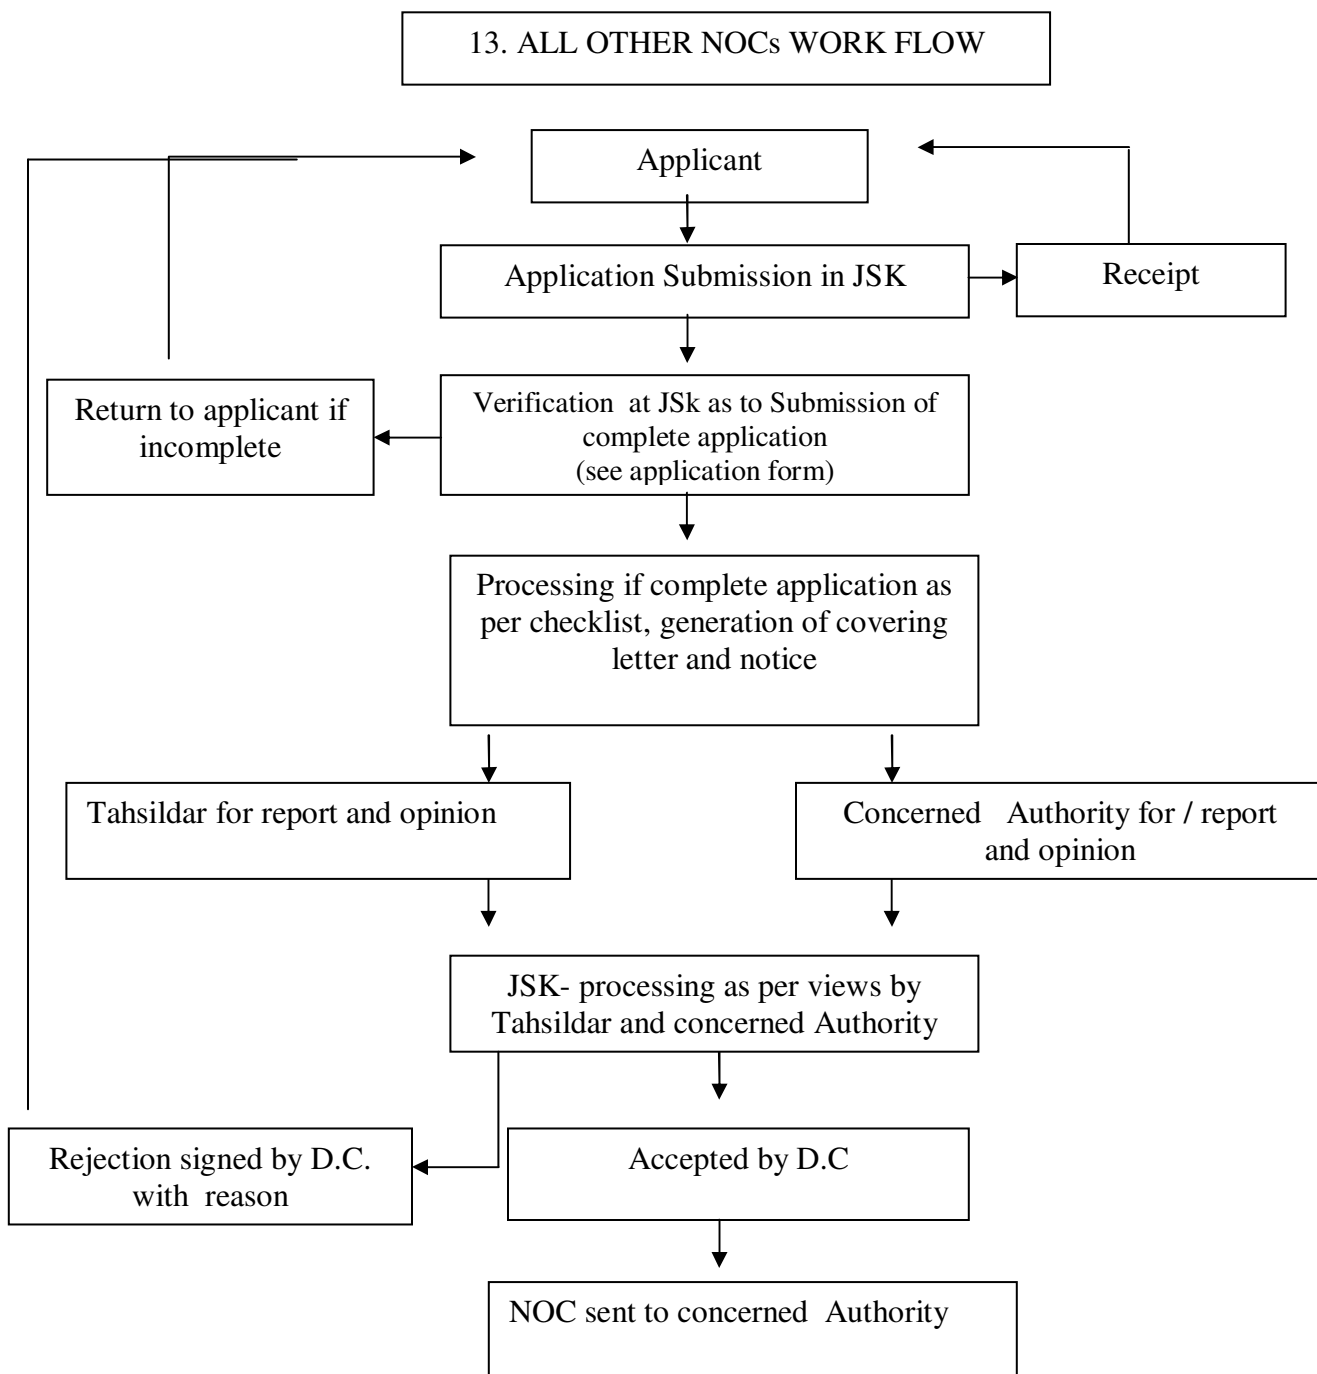 13. ALL OTHER NOCs WORK FLOW
Applicant
Application Submission in JSK
Receipt
Return to applicant if
incomplete
Verification at JSk as to Submission of
complete application
(see application form)
Processing if complete application as
per checklist, generation of covering
letter and notice
Tahsildar for report and opinion
Concerned Authority for / report
and opinion
JSK- processing as per views by
Tahsildar and concerned Authority
Rejection signed by D.C.
with reason
Accepted by D.C
NOC sent to concerned Authority